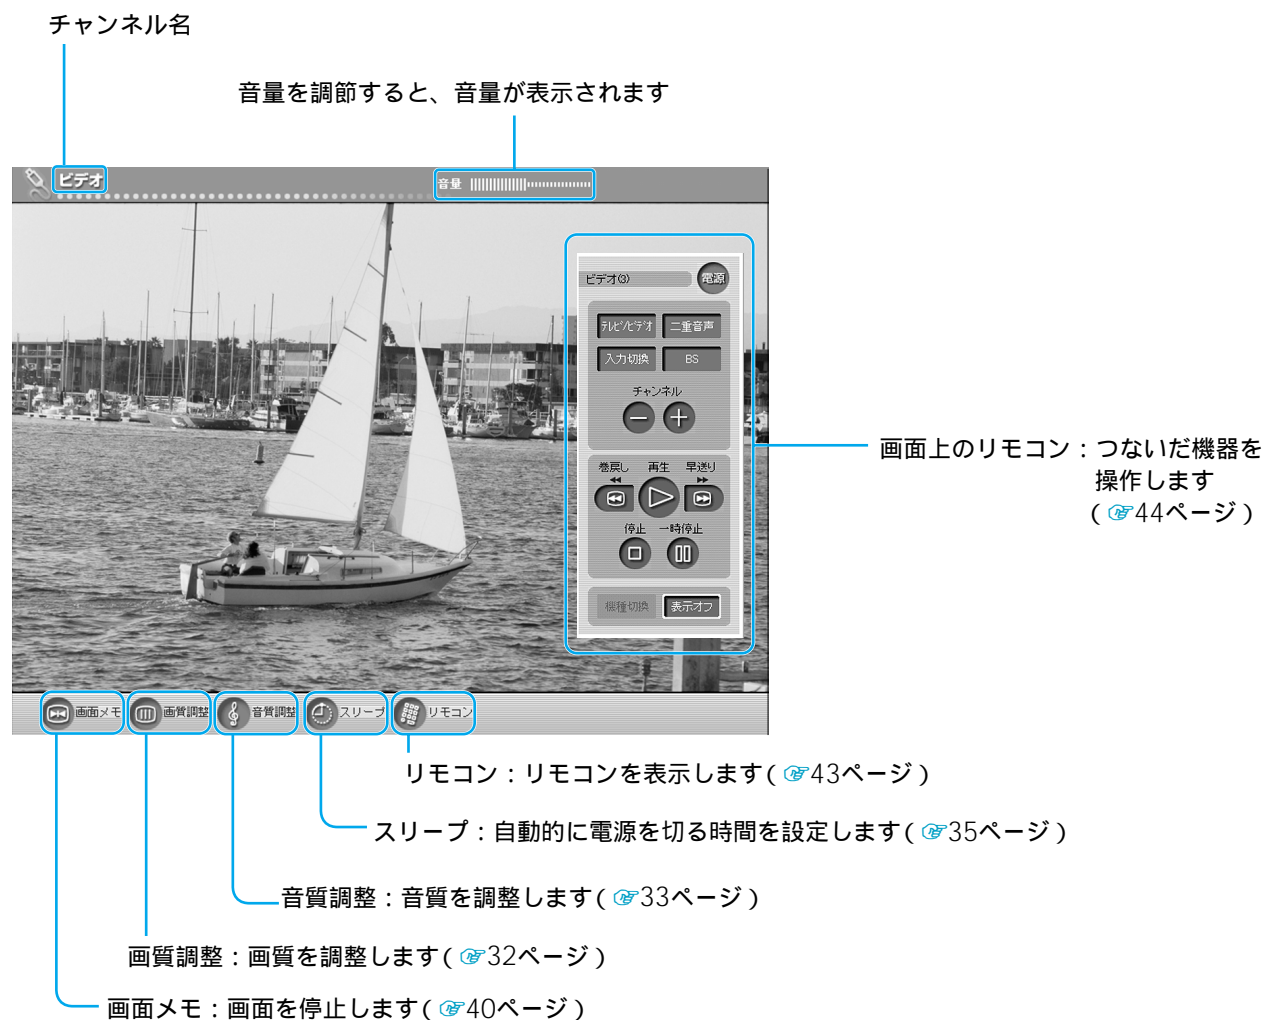 チャンネル名
音量を調節すると、音量が表示されます
ビデオ
音量
ビデオ(3)
電源
テレビ/ビデオ 二重音声
入力切換 BS
チャンネル
巻戻し 再生 早送り
停止 一時停止
機種切換 表示オフ
画面上のリモコン：つないだ機器を
操作します
(☞44ページ)
画面メモ 画質調整 音質調整 スリープ リモコン
リモコン：リモコンを表示します(☞43ページ)
スリープ：自動的に電源を切る時間を設定します(☞35ページ)
音質調整：音質を調整します(☞33ページ)
画質調整：画質を調整します(☞32ページ)
画面メモ：画面を停止します(☞40ページ)